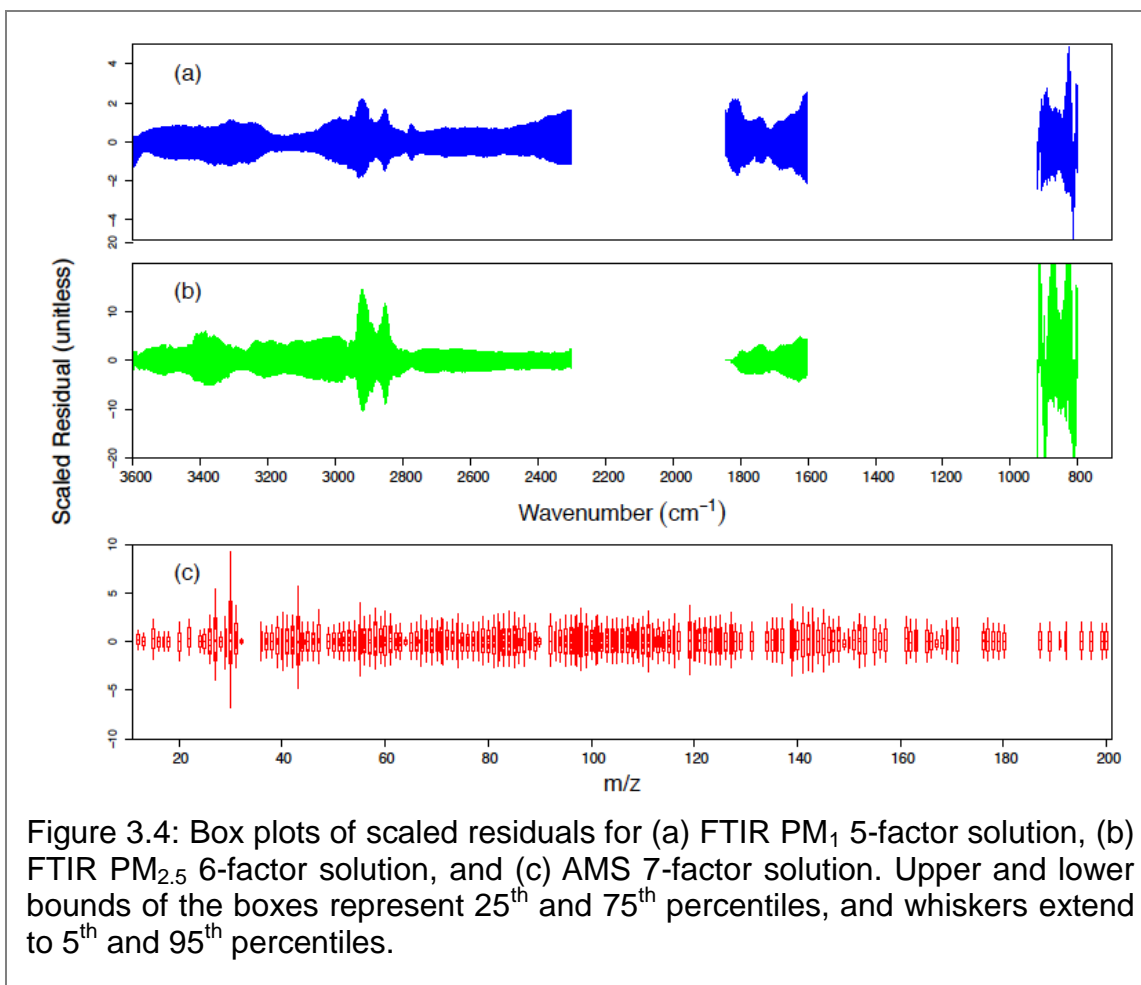 (a)
4
2
0
-2
-4
20
(b)
10
0
-10
-20
Scaled Residual (unitless)
3600 3400 3200 3000 2800 2600 2400 2200 2000 1800 1600 1400 1200 1000 800
Wavenumber (cm⁻¹)
(c)
10
5
0
-5
-10
20 40 60 80 100 120 140 160 180 200
m/z
Figure 3.4: Box plots of scaled residuals for (a) FTIR PM₁ 5-factor solution, (b)
FTIR PM₂.₅ 6-factor solution, and (c) AMS 7-factor solution. Upper and lower
bounds of the boxes represent 25ᵗʰ and 75ᵗʰ percentiles, and whiskers extend
to 5ᵗʰ and 95ᵗʰ percentiles.